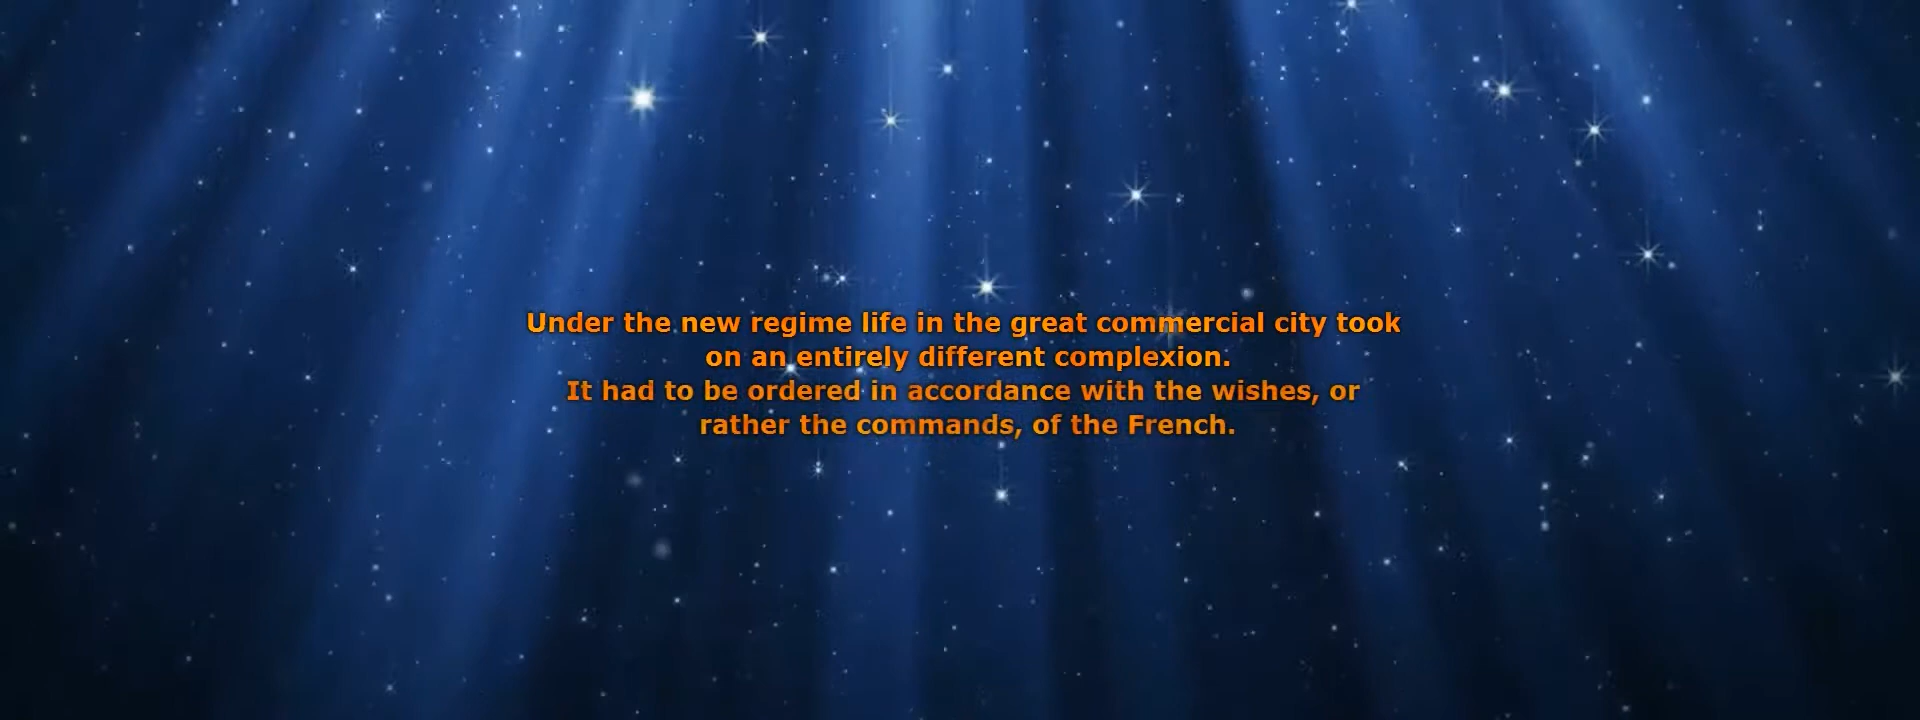 Under the new regime life in the great commercial city took
on an entirely different complexion.
It had to be ordered in accordance with the wishes, or
rather the commands, of the French.